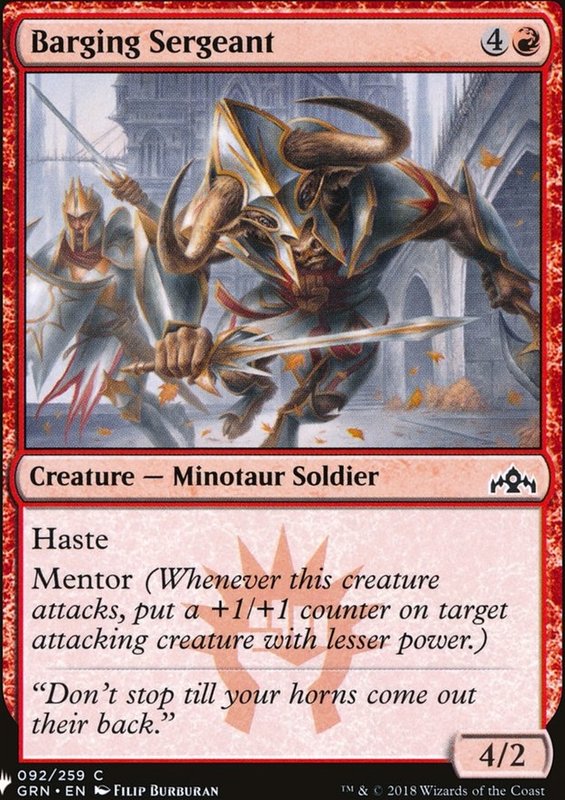 Barging Sergeant 4
Creature — Minotaur Soldier
Haste
Mentor (Whenever this creature
attacks, put a +1/+1 counter on target
attacking creature with lesser power.)
“Don’t stop till your horns come out
their back.”
4/2
092/259 C
GRN • EN Filip Burburan
™ & © 2018 Wizards of the Coast